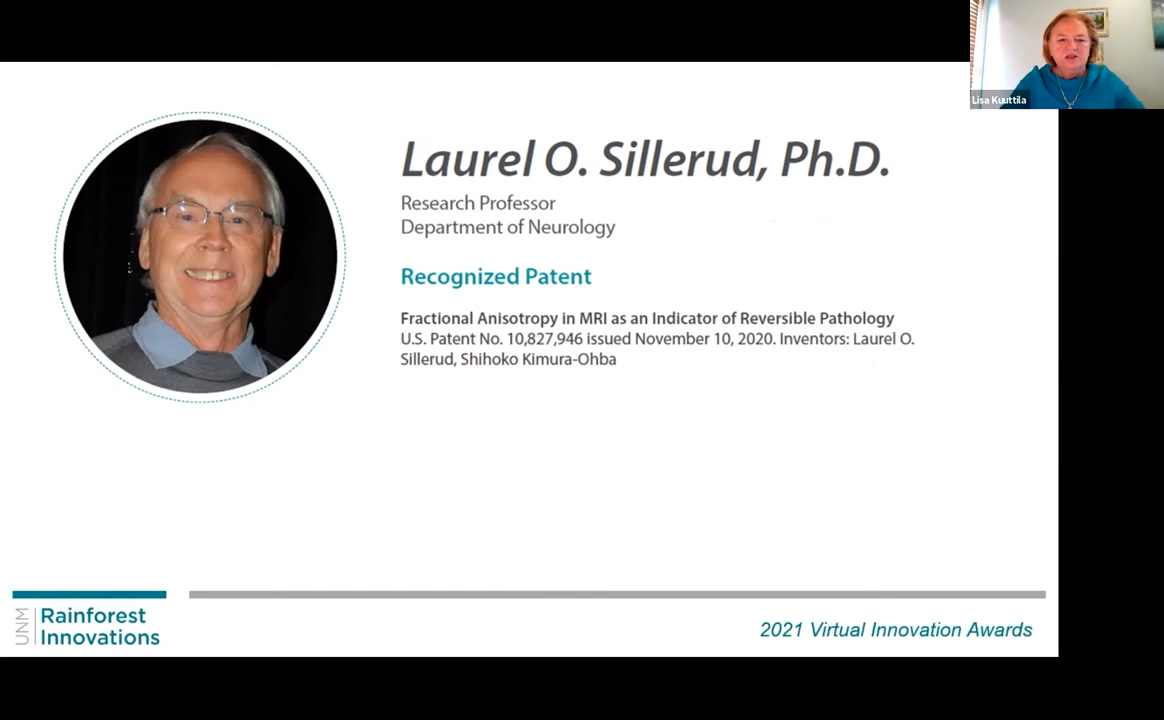 Lisa Kuuttila
Laurel O. Sillerud, Ph.D.
Research Professor
Department of Neurology
Recognized Patent
Fractional Anisotropy in MRI as an Indicator of Reversible Pathology
U.S. Patent No. 10,827,946 issued November 10, 2020. Inventors: Laurel O.
Sillerud, Shihoko Kimura-Ohba
UNM
Rainforest
Innovations
2021 Virtual Innovation Awards